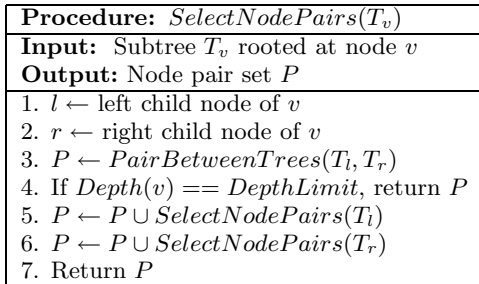 Procedure: SelectNodePairs(T_v)
Input: Subtree T_v rooted at node v
Output: Node pair set P
1. l ← left child node of v
2. r ← right child node of v
3. P ← PairBetweenTrees(T_l, T_r)
4. If Depth(v) == DepthLimit, return P
5. P ← P ∪ SelectNodePairs(T_l)
6. P ← P ∪ SelectNodePairs(T_r)
7. Return P